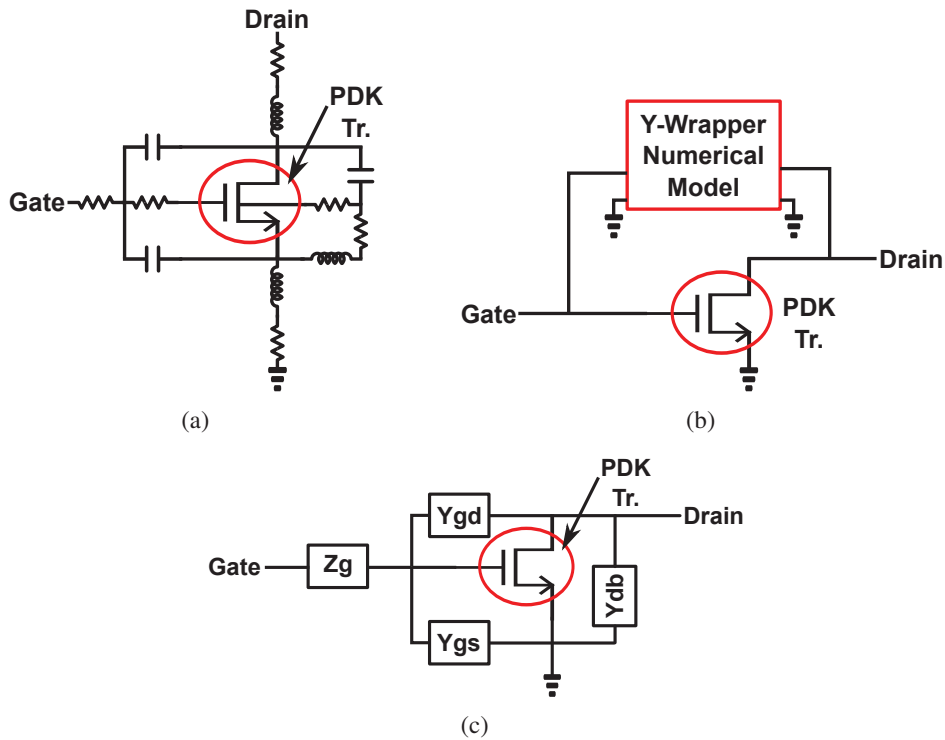 Drain
PDK
Tr.
Gate
(a)
Y-Wrapper
Numerical
Model
Drain
Gate
PDK
Tr.
(b)
PDK
Tr.
Ygd
Drain
Gate
Zg
Ydb
Ygs
(c)